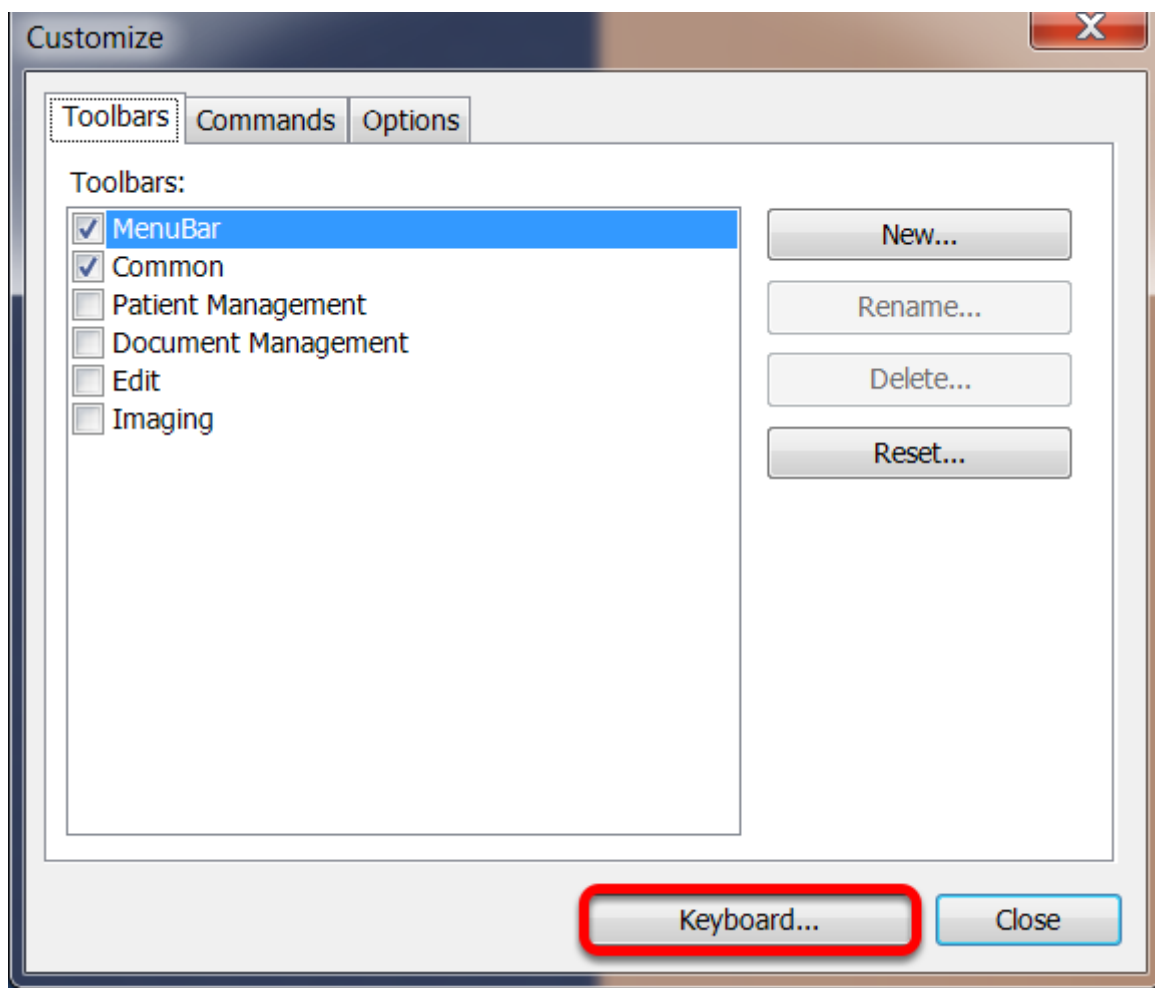 Customize
Toolbars Commands Options
Toolbars:
MenuBar
Common
Patient Management
Document Management
Edit
Imaging
New...
Rename...
Delete...
Reset...
Keyboard... Close